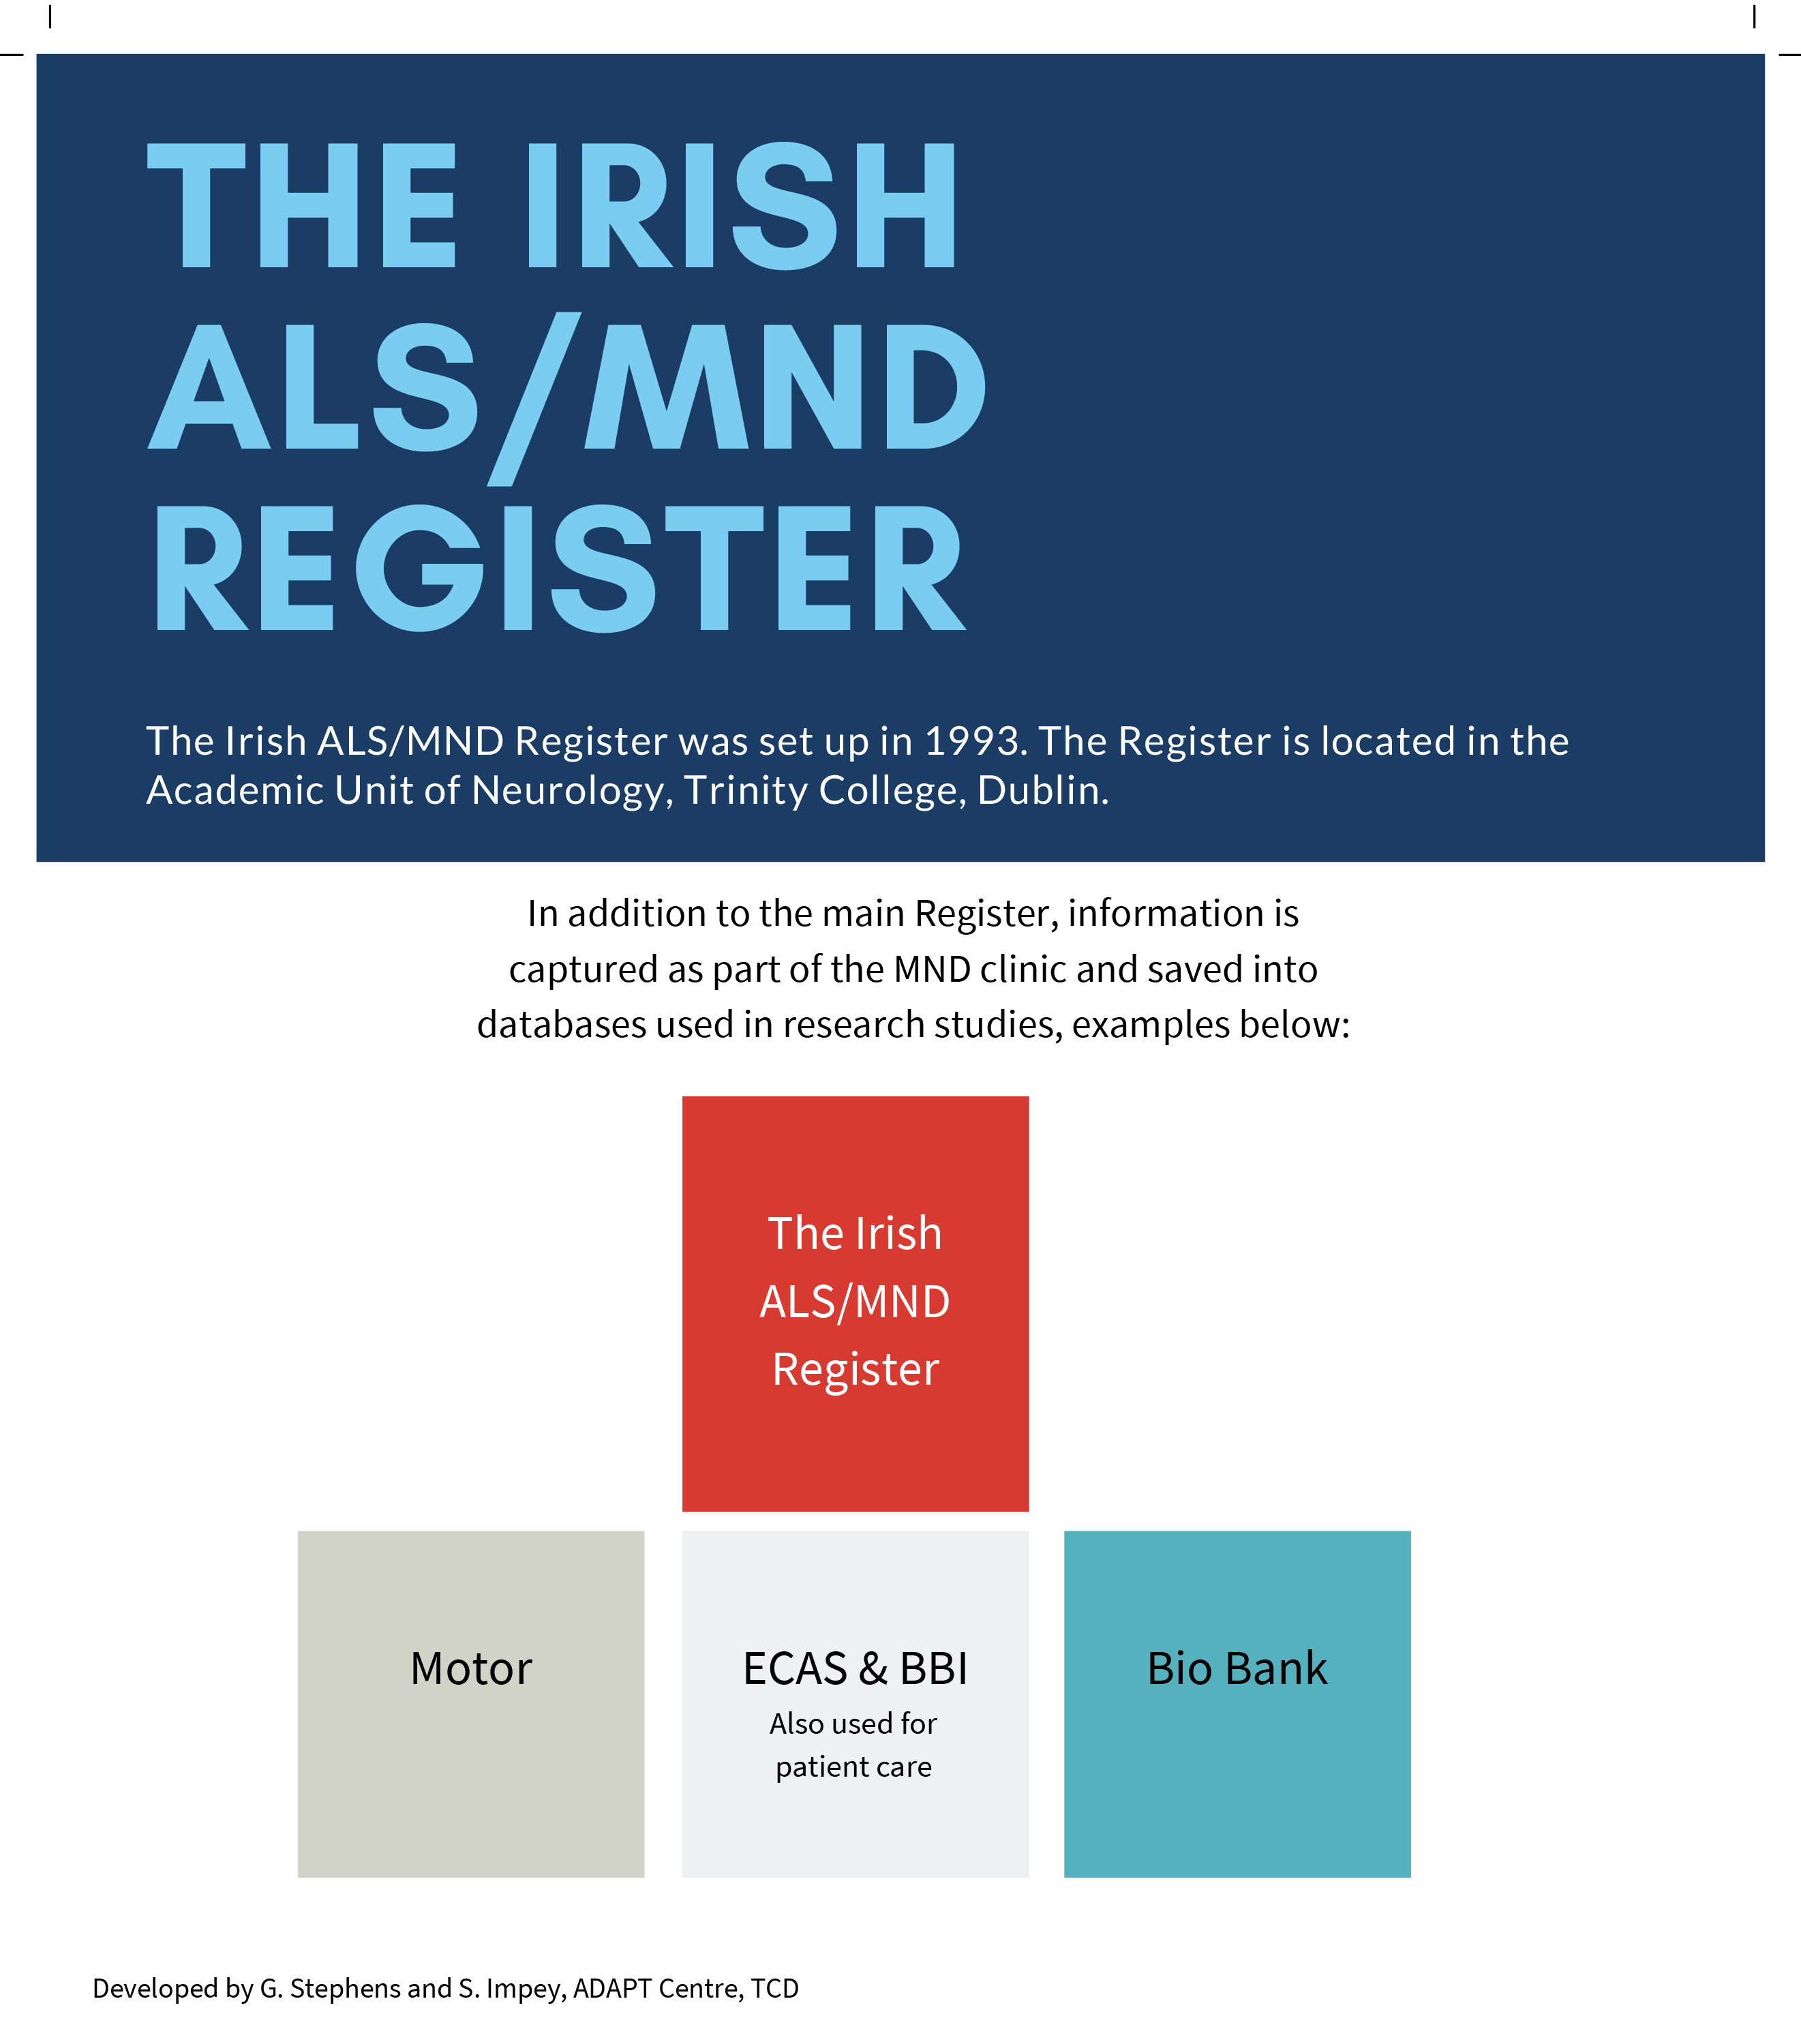 THE IRISH
ALS/MND
REGISTER
The Irish ALS/MND Register was set up in 1993. The Register is located in the
Academic Unit of Neurology, Trinity College, Dublin.
In addition to the main Register, information is
captured as part of the MND clinic and saved into
databases used in research studies, examples below:
The Irish
ALS/MND
Register
Motor
ECAS & BBI
Also used for
patient care
Bio Bank
Developed by G. Stephens and S. Impey, ADAPT Centre, TCD